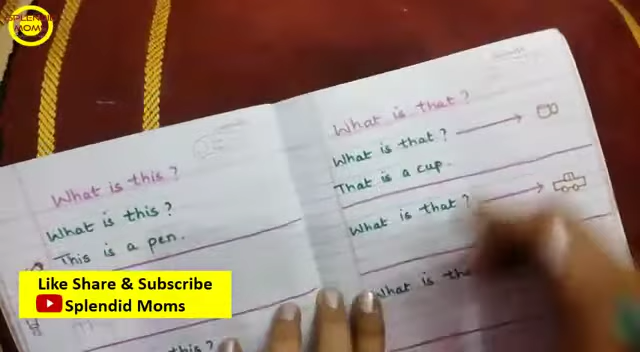 SPLENDID
MOMS
What is this?
What is this?
This is a pen.
this?
What is that?
What is that?
That is a cup.
What is that?
What is
Like Share & Subscribe
Splendid Moms